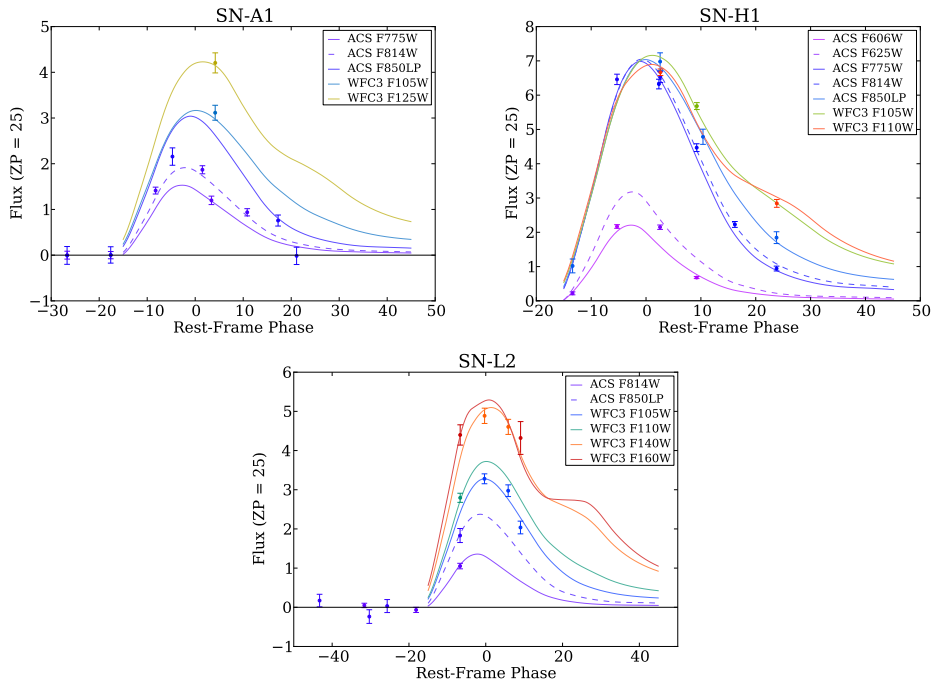 SN-A1
5
4
3
2
1
0
−1
Flux (ZP = 25)
ACS F775W
ACS F814W
ACS F850LP
WFC3 F105W
WFC3 F125W
−30 −20 −10 0 10 20 30 40 50
Rest-Frame Phase
SN-H1
8
7
6
5
4
3
2
1
0
Flux (ZP = 25)
ACS F606W
ACS F625W
ACS F775W
ACS F814W
ACS F850LP
WFC3 F105W
WFC3 F110W
−20 −10 0 10 20 30 40 50
Rest-Frame Phase
SN-L2
6
5
4
3
2
1
0
−1
Flux (ZP = 25)
ACS F814W
ACS F850LP
WFC3 F105W
WFC3 F110W
WFC3 F140W
WFC3 F160W
−40 −20 0 20 40
Rest-Frame Phase